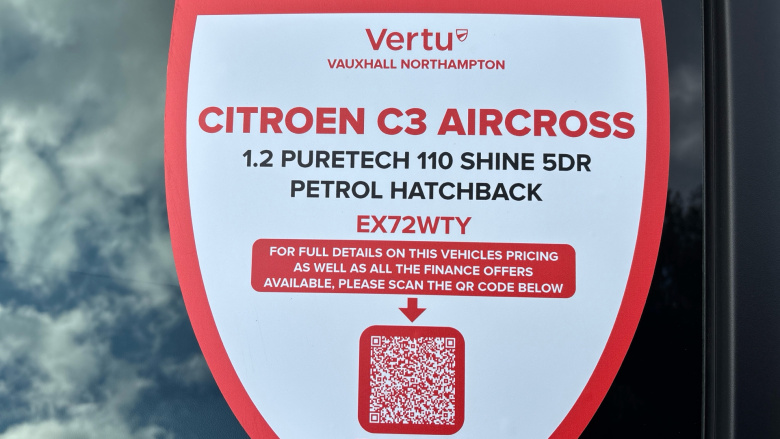 Vertu
VAUXHALL NORTHAMPTON
CITROEN C3 AIRCROSS
1.2 PURETECH 110 SHINE 5DR
PETROL HATCHBACK
EX72WTY
FOR FULL DETAILS ON THIS VEHICLES PRICING
AS WELL AS ALL THE FINANCE OFFERS
AVAILABLE, PLEASE SCAN THE QR CODE BELOW